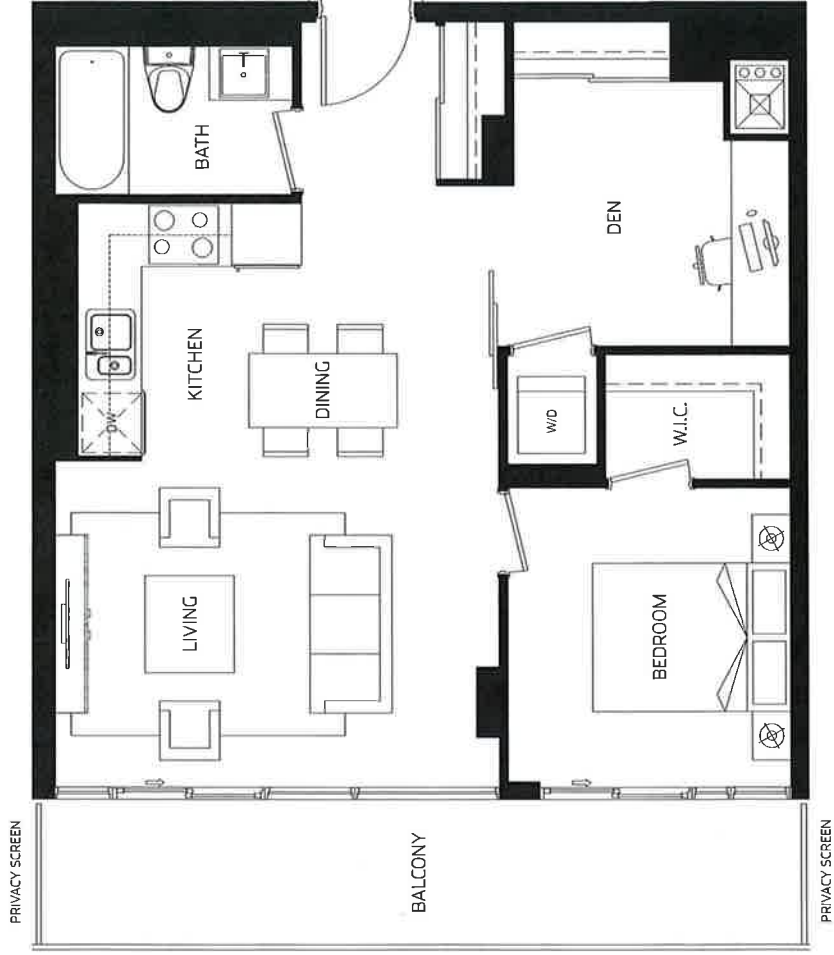 BATH
DEN
KITCHEN
DINING
W/D
W.I.C.
DW
LIVING
BEDROOM
PRIVACY SCREEN
BALCONY
PRIVACY SCREEN